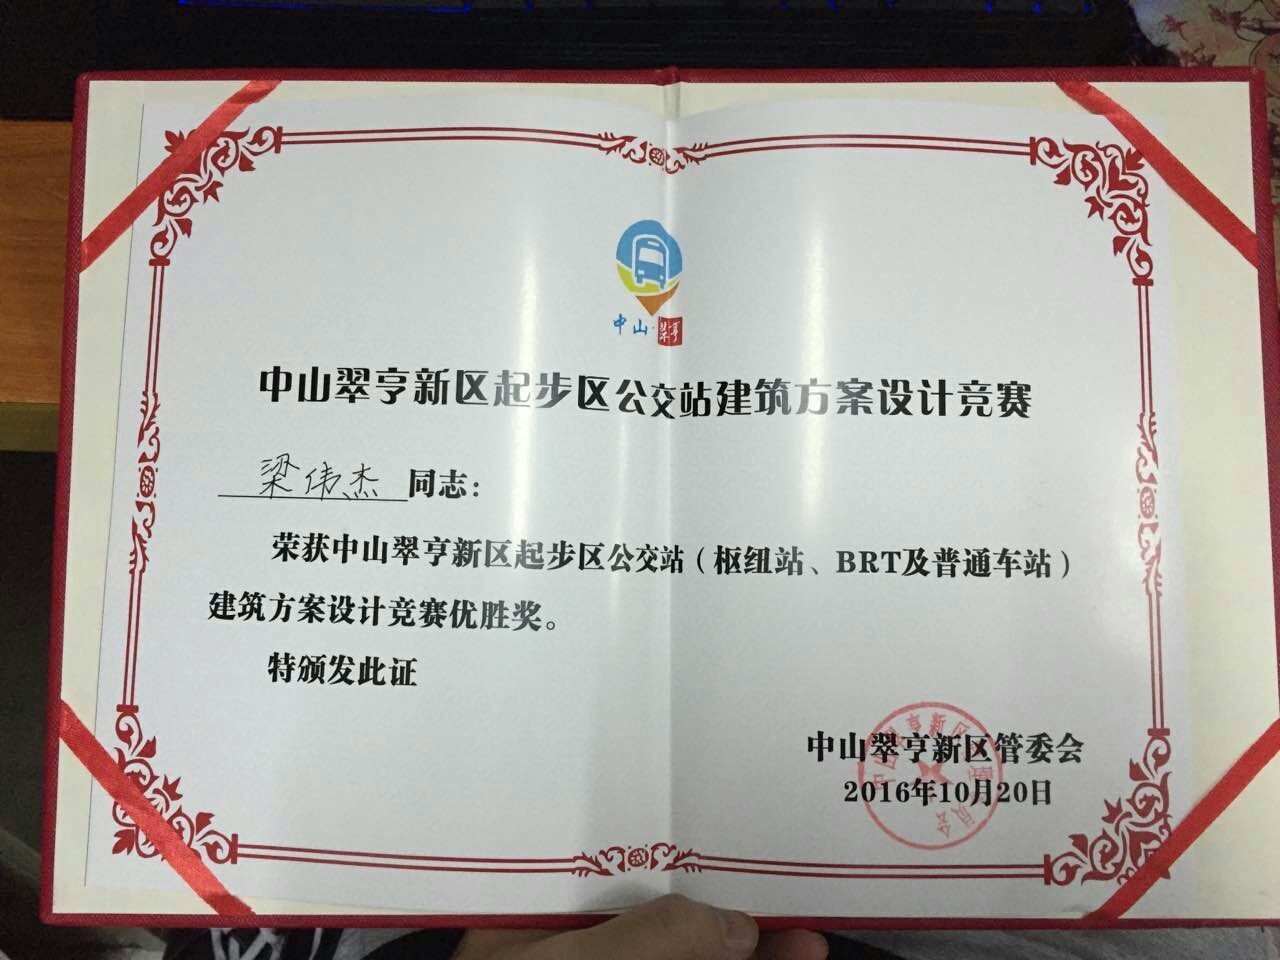 中山·翠亨
中山翠亨新区起步区公交站建筑方案设计竞赛
梁伟杰同志：
荣获中山翠亨新区起步区公交站（枢纽站、BRT及普通车站）
建筑方案设计竞赛优胜奖。
特颁发此证
中山翠亨新区管委会
2016年10月20日